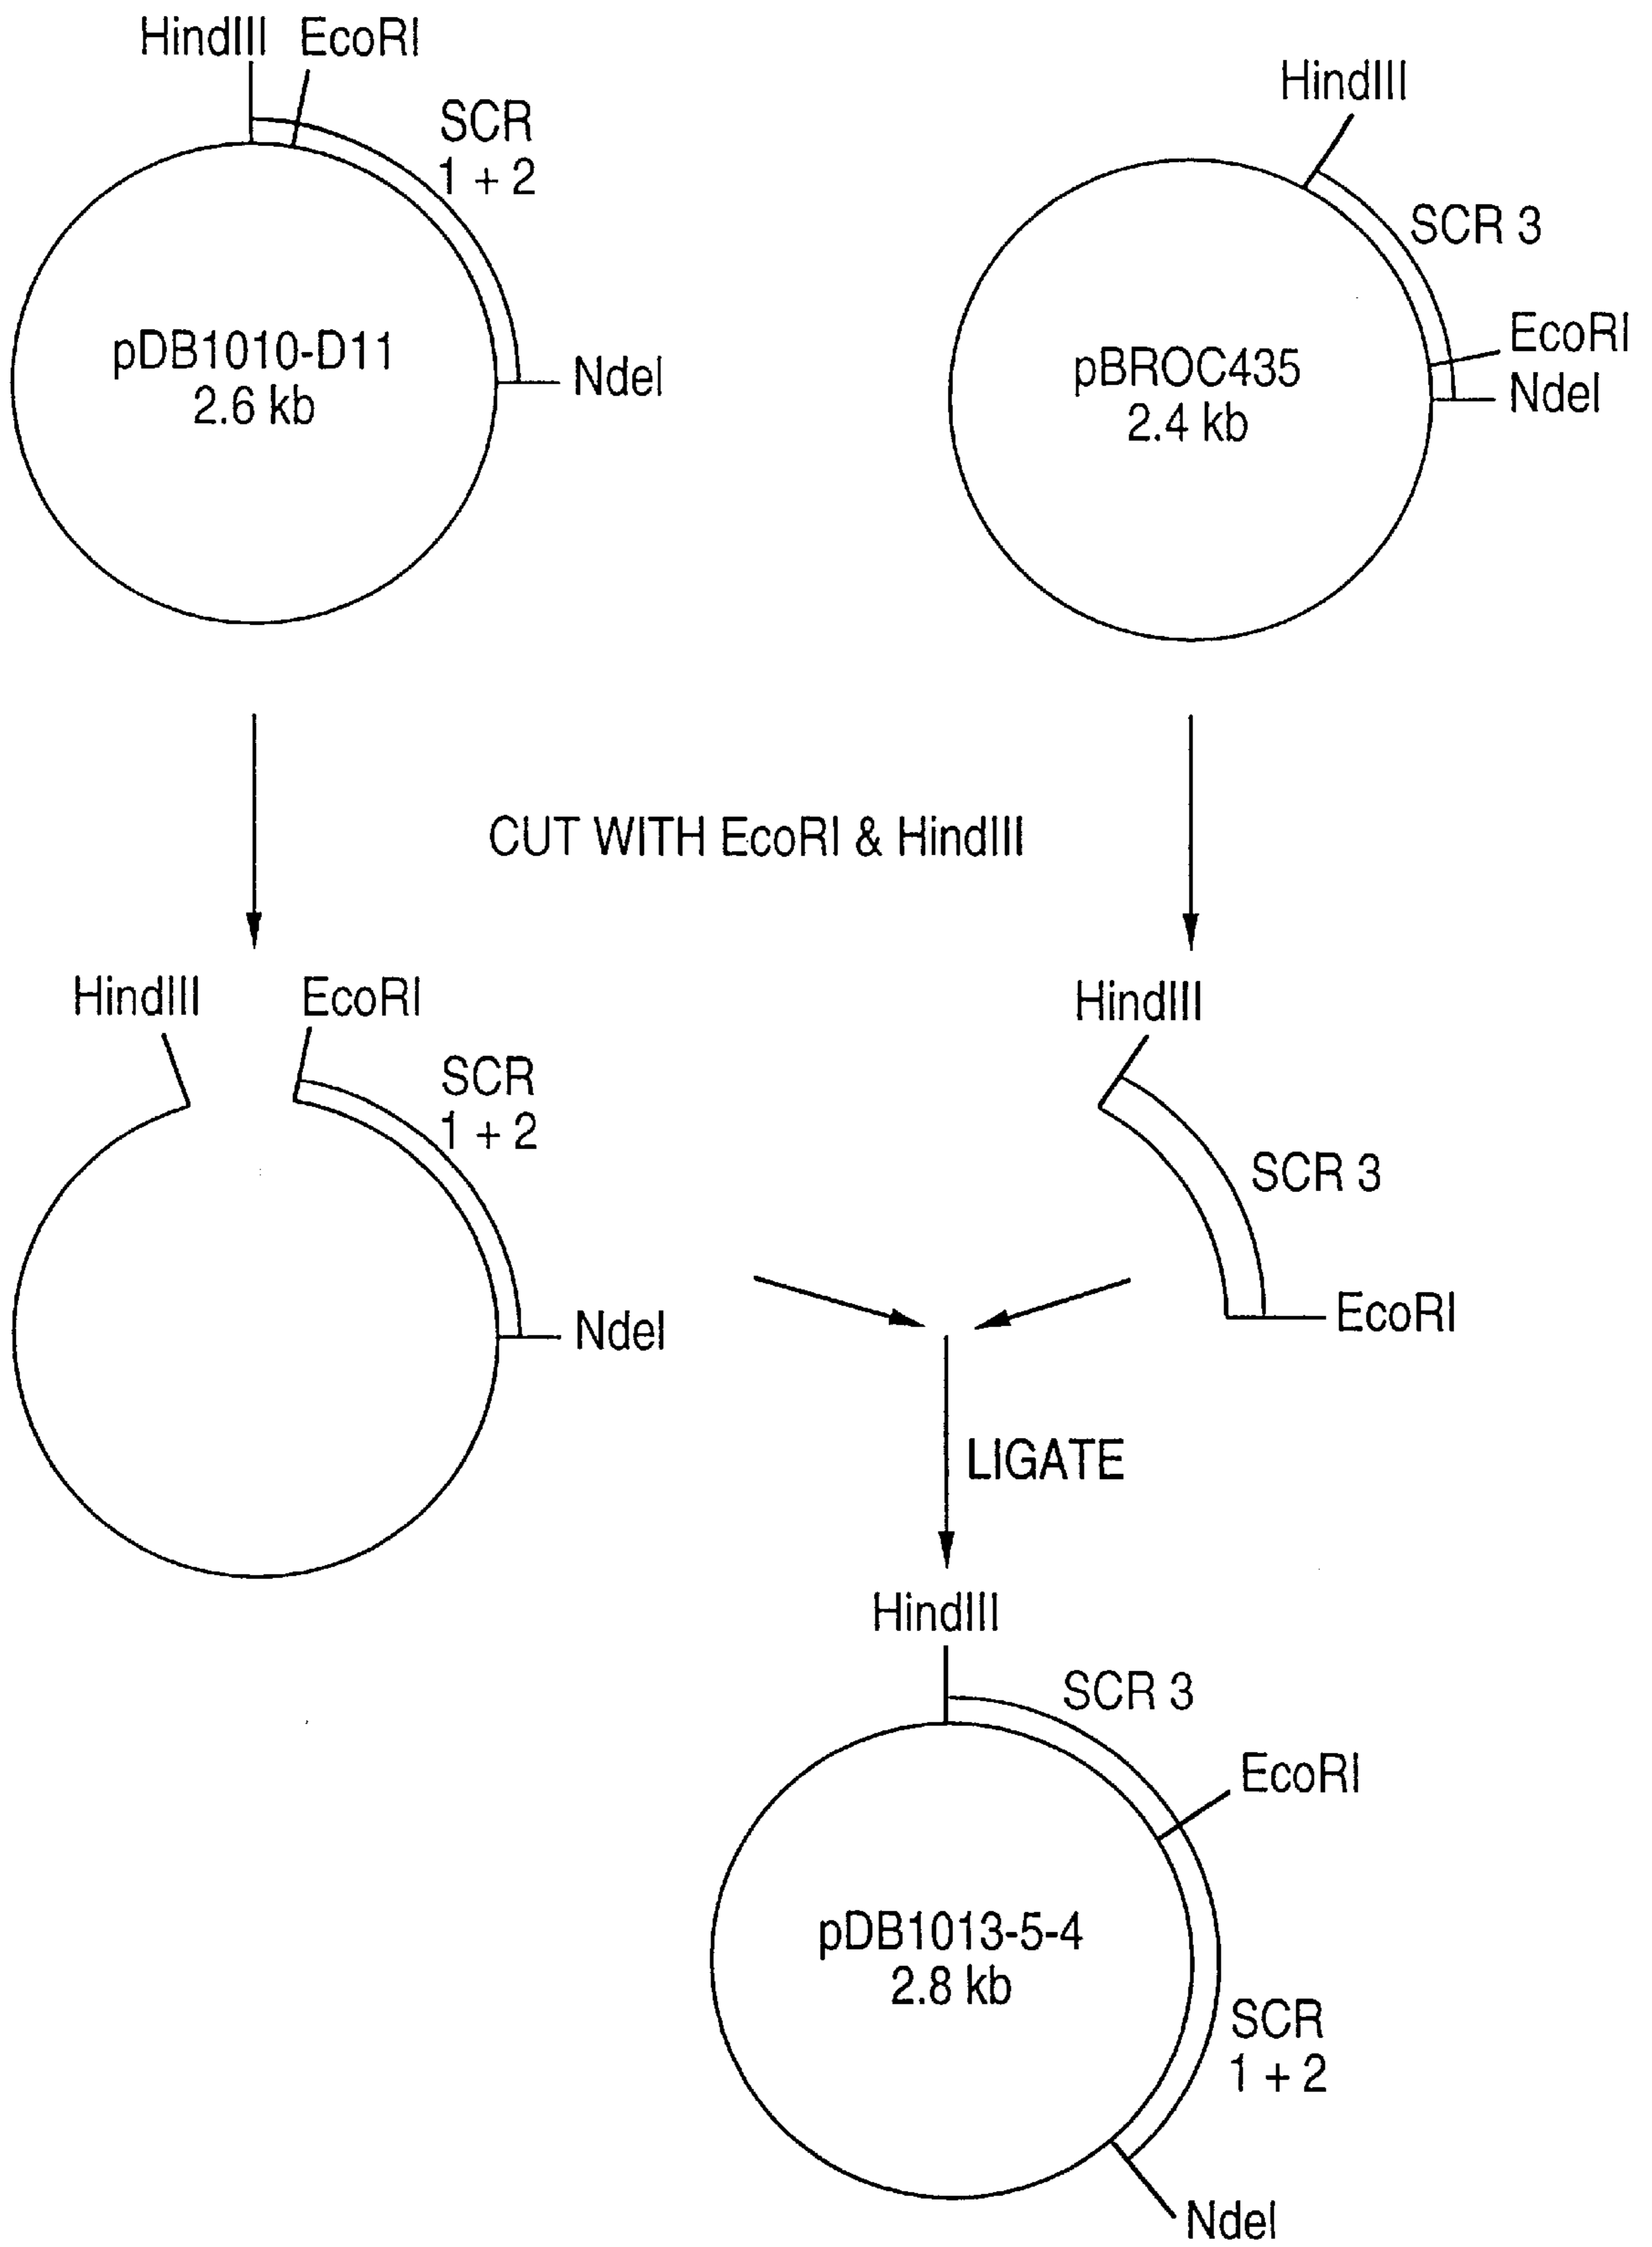 HindIII EcoRI
SCR
1 + 2
pDB1010-D11
2.6 kb
NdeI
HindIII
SCR 3
EcoRI
NdeI
pBROC435
2.4 kb
CUT WITH EcoRI & HindIII
HindIII EcoRI
SCR
1 + 2
NdeI
HindIII
SCR 3
EcoRI
LIGATE
HindIII
SCR 3
EcoRI
pDB1013-5-4
2.8 kb
SCR
1 + 2
NdeI